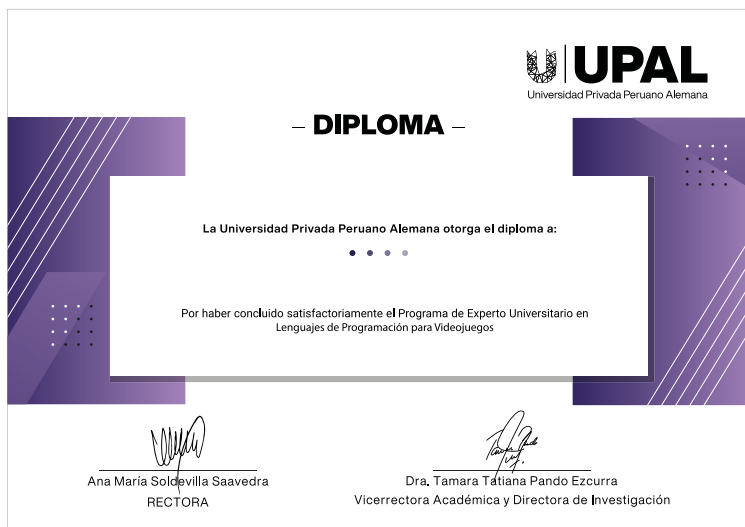 UPAL
Universidad Privada Peruano Alemana
– DIPLOMA –
La Universidad Privada Peruano Alemana otorga el diploma a:
Por haber concluido satisfactoriamente el Programa de Experto Universitario en
Lenguajes de Programación para Videojuegos
Ana María Soldevilla Saavedra
RECTORA
Dra. Tamara Tatiana Pando Ezcurra
Vicerrectora Académica y Directora de Investigación